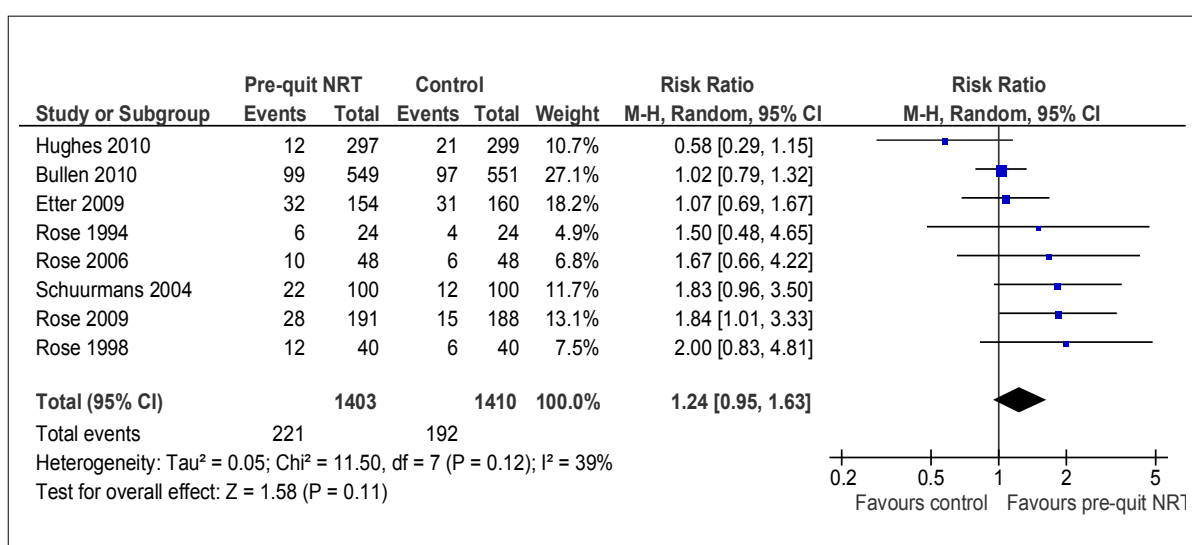 Pre-quit NRT Control Risk Ratio Risk Ratio
Study or Subgroup Events Total Events Total Weight M-H, Random, 95% CI M-H, Random, 95% CI
Hughes 2010 12 297 21 299 10.7% 0.58 [0.29, 1.15]
Bullen 2010 99 549 97 551 27.1% 1.02 [0.79, 1.32]
Etter 2009 32 154 31 160 18.2% 1.07 [0.69, 1.67]
Rose 1994 6 24 4 24 4.9% 1.50 [0.48, 4.65]
Rose 2006 10 48 6 48 6.8% 1.67 [0.66, 4.22]
Schuurmans 2004 22 100 12 100 11.7% 1.83 [0.96, 3.50]
Rose 2009 28 191 15 188 13.1% 1.84 [1.01, 3.33]
Rose 1998 12 40 6 40 7.5% 2.00 [0.83, 4.81]
Total (95% CI) 1403 1410 100.0% 1.24 [0.95, 1.63]
Total events 221 192
Heterogeneity: Tau² = 0.05; Chi² = 11.50, df = 7 (P = 0.12); I² = 39%
Test for overall effect: Z = 1.58 (P = 0.11)
0.2 0.5 1 2 5
Favours control Favours pre-quit NRT